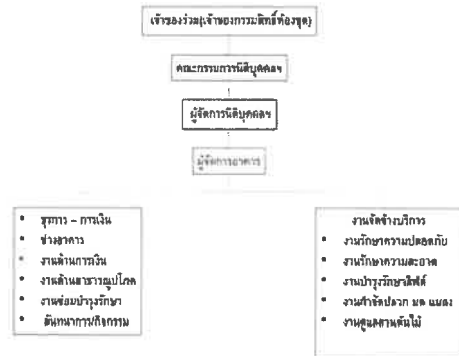 เจ้าของร่วม(เจ้าของกรรมสิทธิ์ห้องชุด)
คณะกรรมการนิติบุคคลฯ
ผู้จัดการนิติบุคคลฯ
ผู้จัดการอาคาร
ธุรการ – การเงิน
ช่างอาคาร
งานด้านการเงิน
งานด้านสาธารณูปโภค
งานซ่อมบำรุงรักษา
สันทนาการ/กิจกรรม
งานจัดจ้างบริการ
งานรักษาความปลอดภัย
งานรักษาความสะอาด
งานบำรุงรักษาลิฟต์
งานกำจัดปลวก มด แมลง
งานดูแลสวนต้นไม้